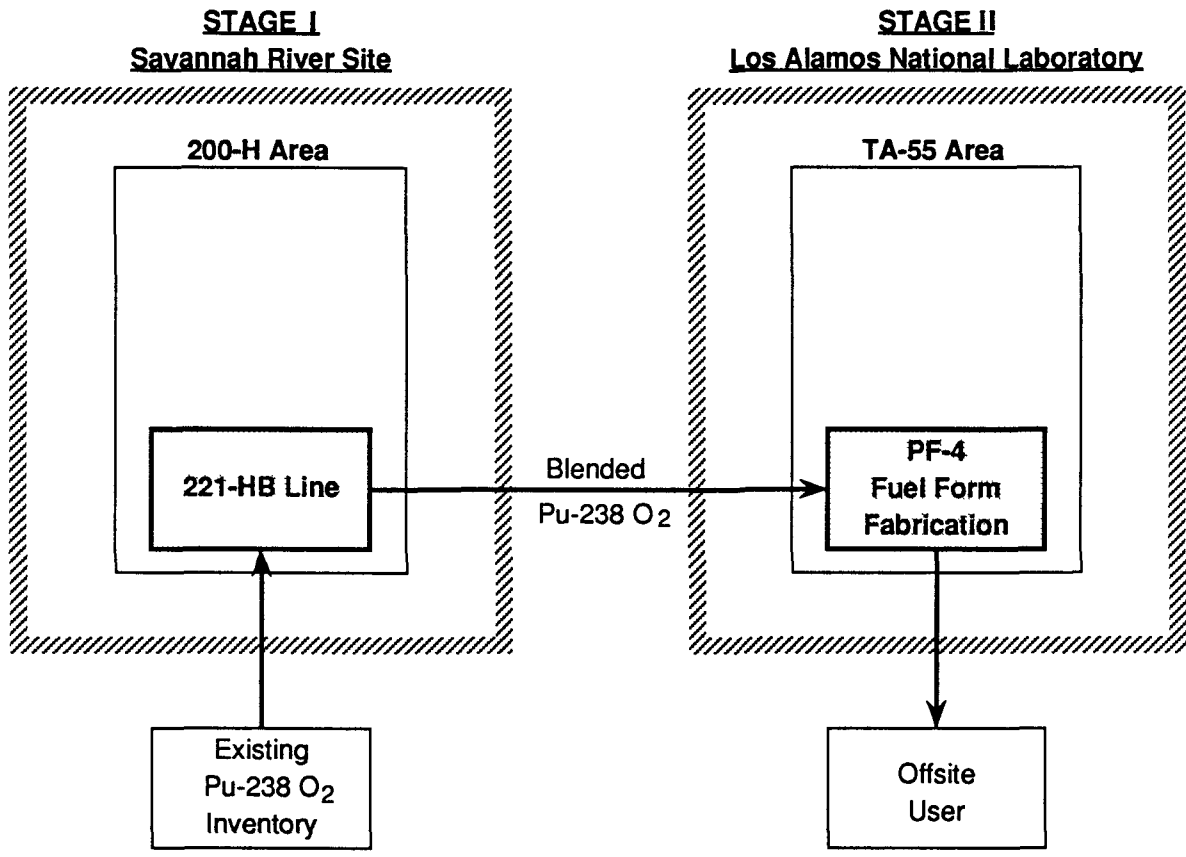 STAGE I
Savannah River Site
200-H Area
221-HB Line
Existing
Pu-238 O2
Inventory
Blended
Pu-238 O2
STAGE II
Los Alamos National Laboratory
TA-55 Area
PF-4
Fuel Form
Fabrication
Offsite
User